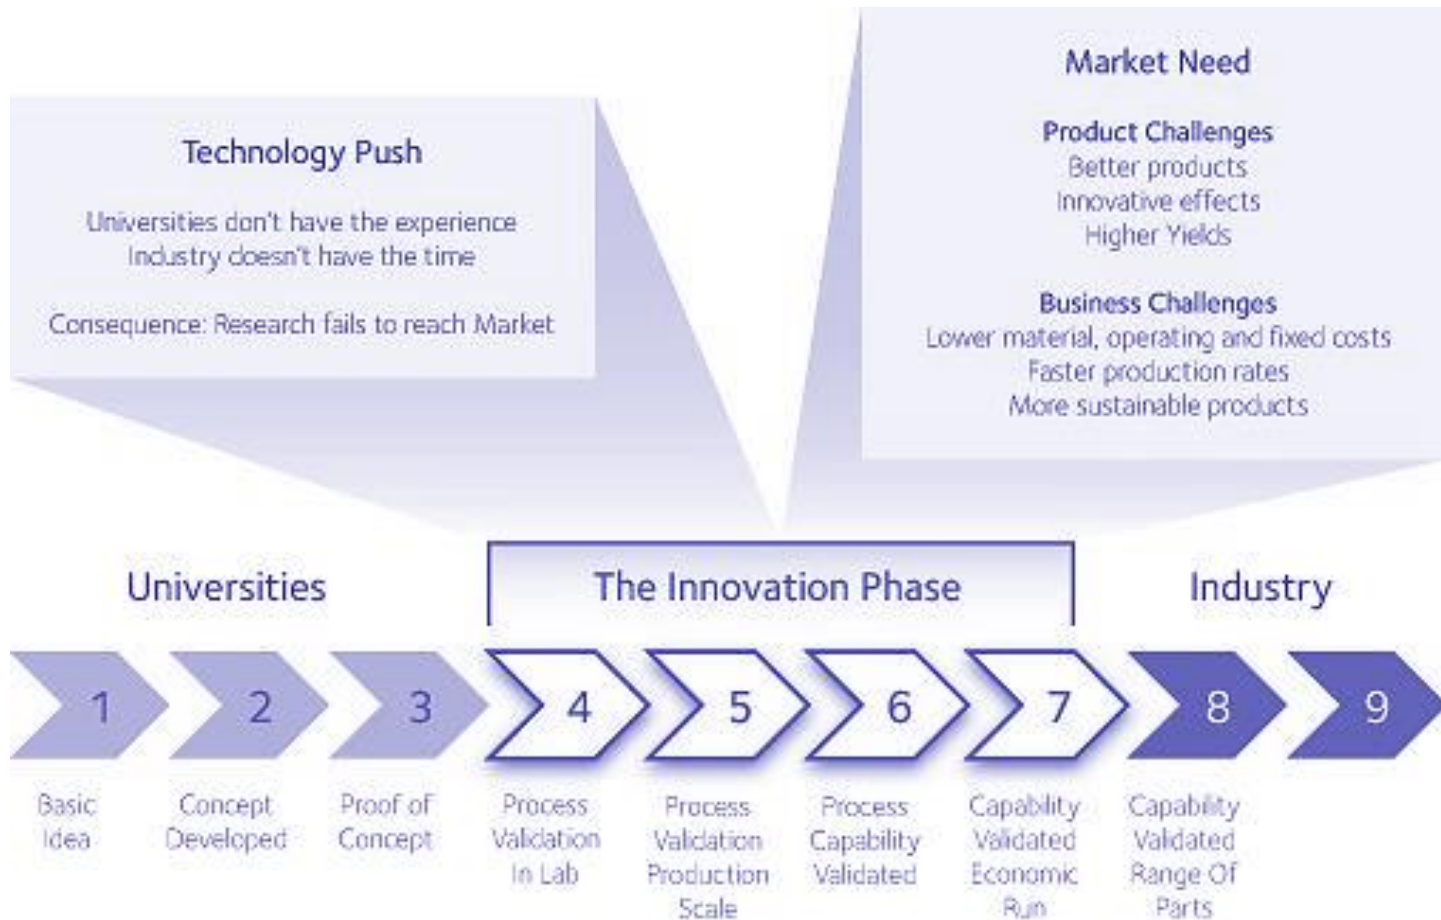 Technology Push
Universities don't have the experience
Industry doesn't have the time
Consequence: Research fails to reach Market
Market Need
Product Challenges
Better products
Innovative effects
Higher Yields
Business Challenges
Lower material, operating and fixed costs
Faster production rates
More sustainable products
Universities
The Innovation Phase
Industry
1
2
3
4
5
6
7
8
9
Basic
Idea
Concept
Developed
Proof of
Concept
Process
Validation
In Lab
Process
Validation
Production
Scale
Process
Capability
Validated
Capability
Validated
Economic
Run
Capability
Validated
Range Of
Parts